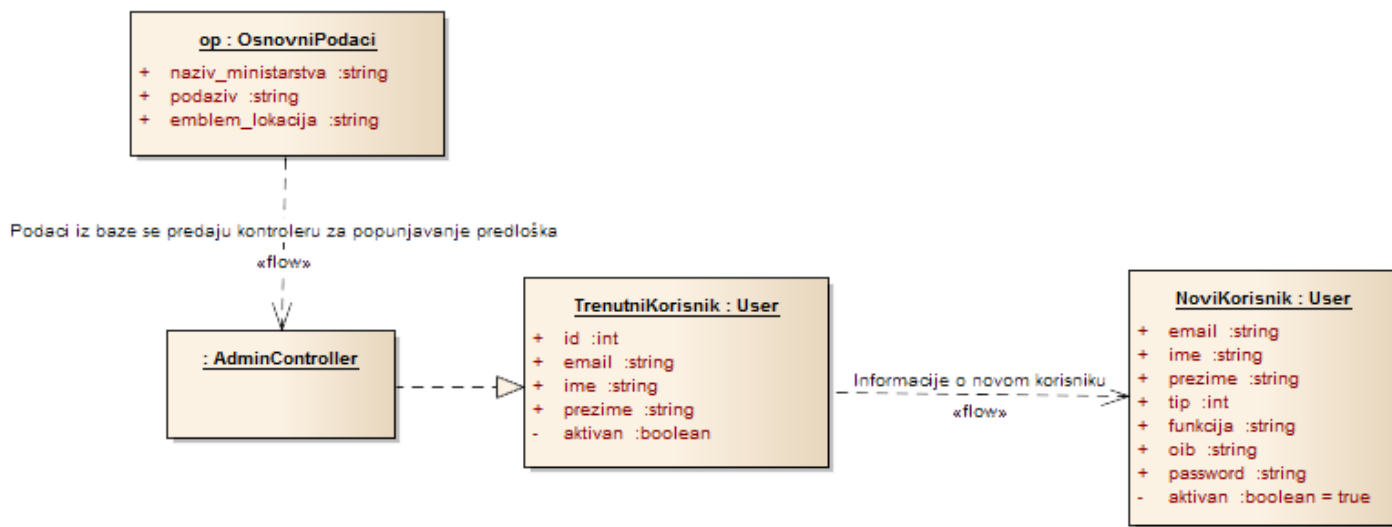 op : OsnovniPodaci
+ naziv_ministarstva :string
+ podaziv :string
+ emblem_lokacija :string
Podaci iz baze se predaju kontroleru za popunjavanje predloška
«flow»
: AdminController
TrenutniKorisnik : User
+ id :int
+ email :string
+ ime :string
+ prezime :string
- aktivan :boolean
Informacije o novom korisniku
«flow»
NoviKorisnik : User
+ email :string
+ ime :string
+ prezime :string
+ tip :int
+ funkcija :string
+ oib :string
+ password :string
- aktivan :boolean = true